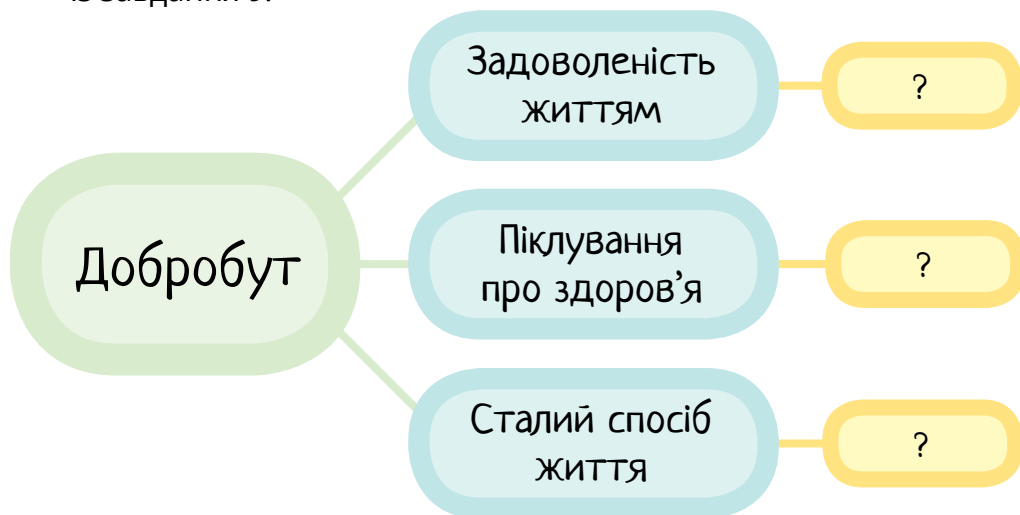 Задоволеність
життям
?
Піклування
про здоров’я
?
Добробут
Сталий спосіб
життя
?